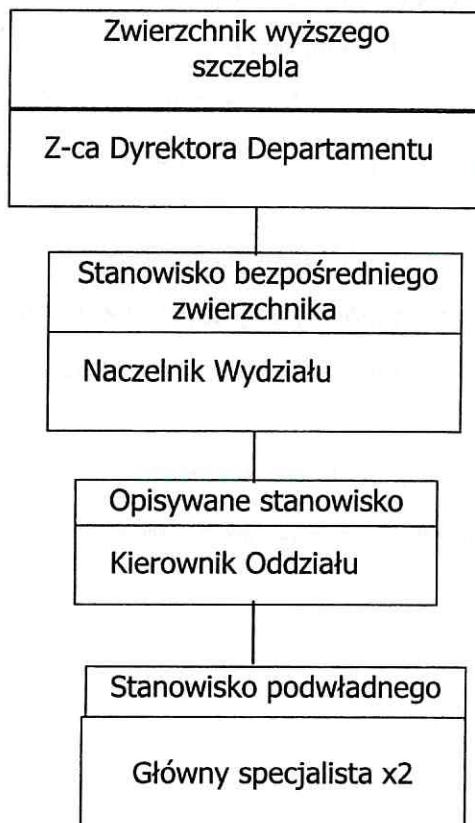 Zwierzchnik wyższego
szczebla
Z-ca Dyrektora Departamentu
Stanowisko bezpośredniego
zwierzchnika
Naczelnik Wydziału
Opisywane stanowisko
Kierownik Oddziału
Stanowisko podwładnego
Główny specjalista x2